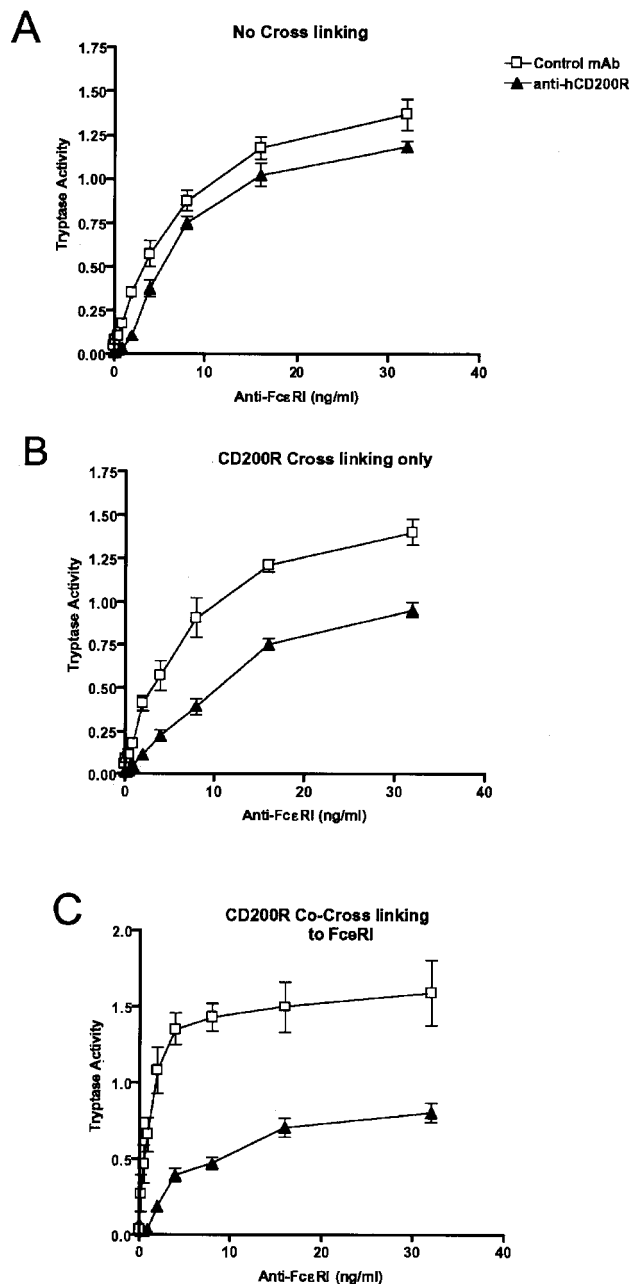 A
No Cross linking
Control mAb
anti-hCD200R
1.75
1.50
1.25
1.00
0.75
0.50
0.25
0.00
Tryptase Activity
0
10
20
30
40
Anti-FcεRI (ng/ml)
B
CD200R Cross linking only
1.75
1.50
1.25
1.00
0.75
0.50
0.25
0.00
Tryptase Activity
0
10
20
30
40
Anti-FcεRI (ng/ml)
C
CD200R Co-Cross linking
to FceRI
2.0
1.5
1.0
0.5
0.0
Tryptase Activity
0
10
20
30
40
Anti-FcεRI (ng/ml)